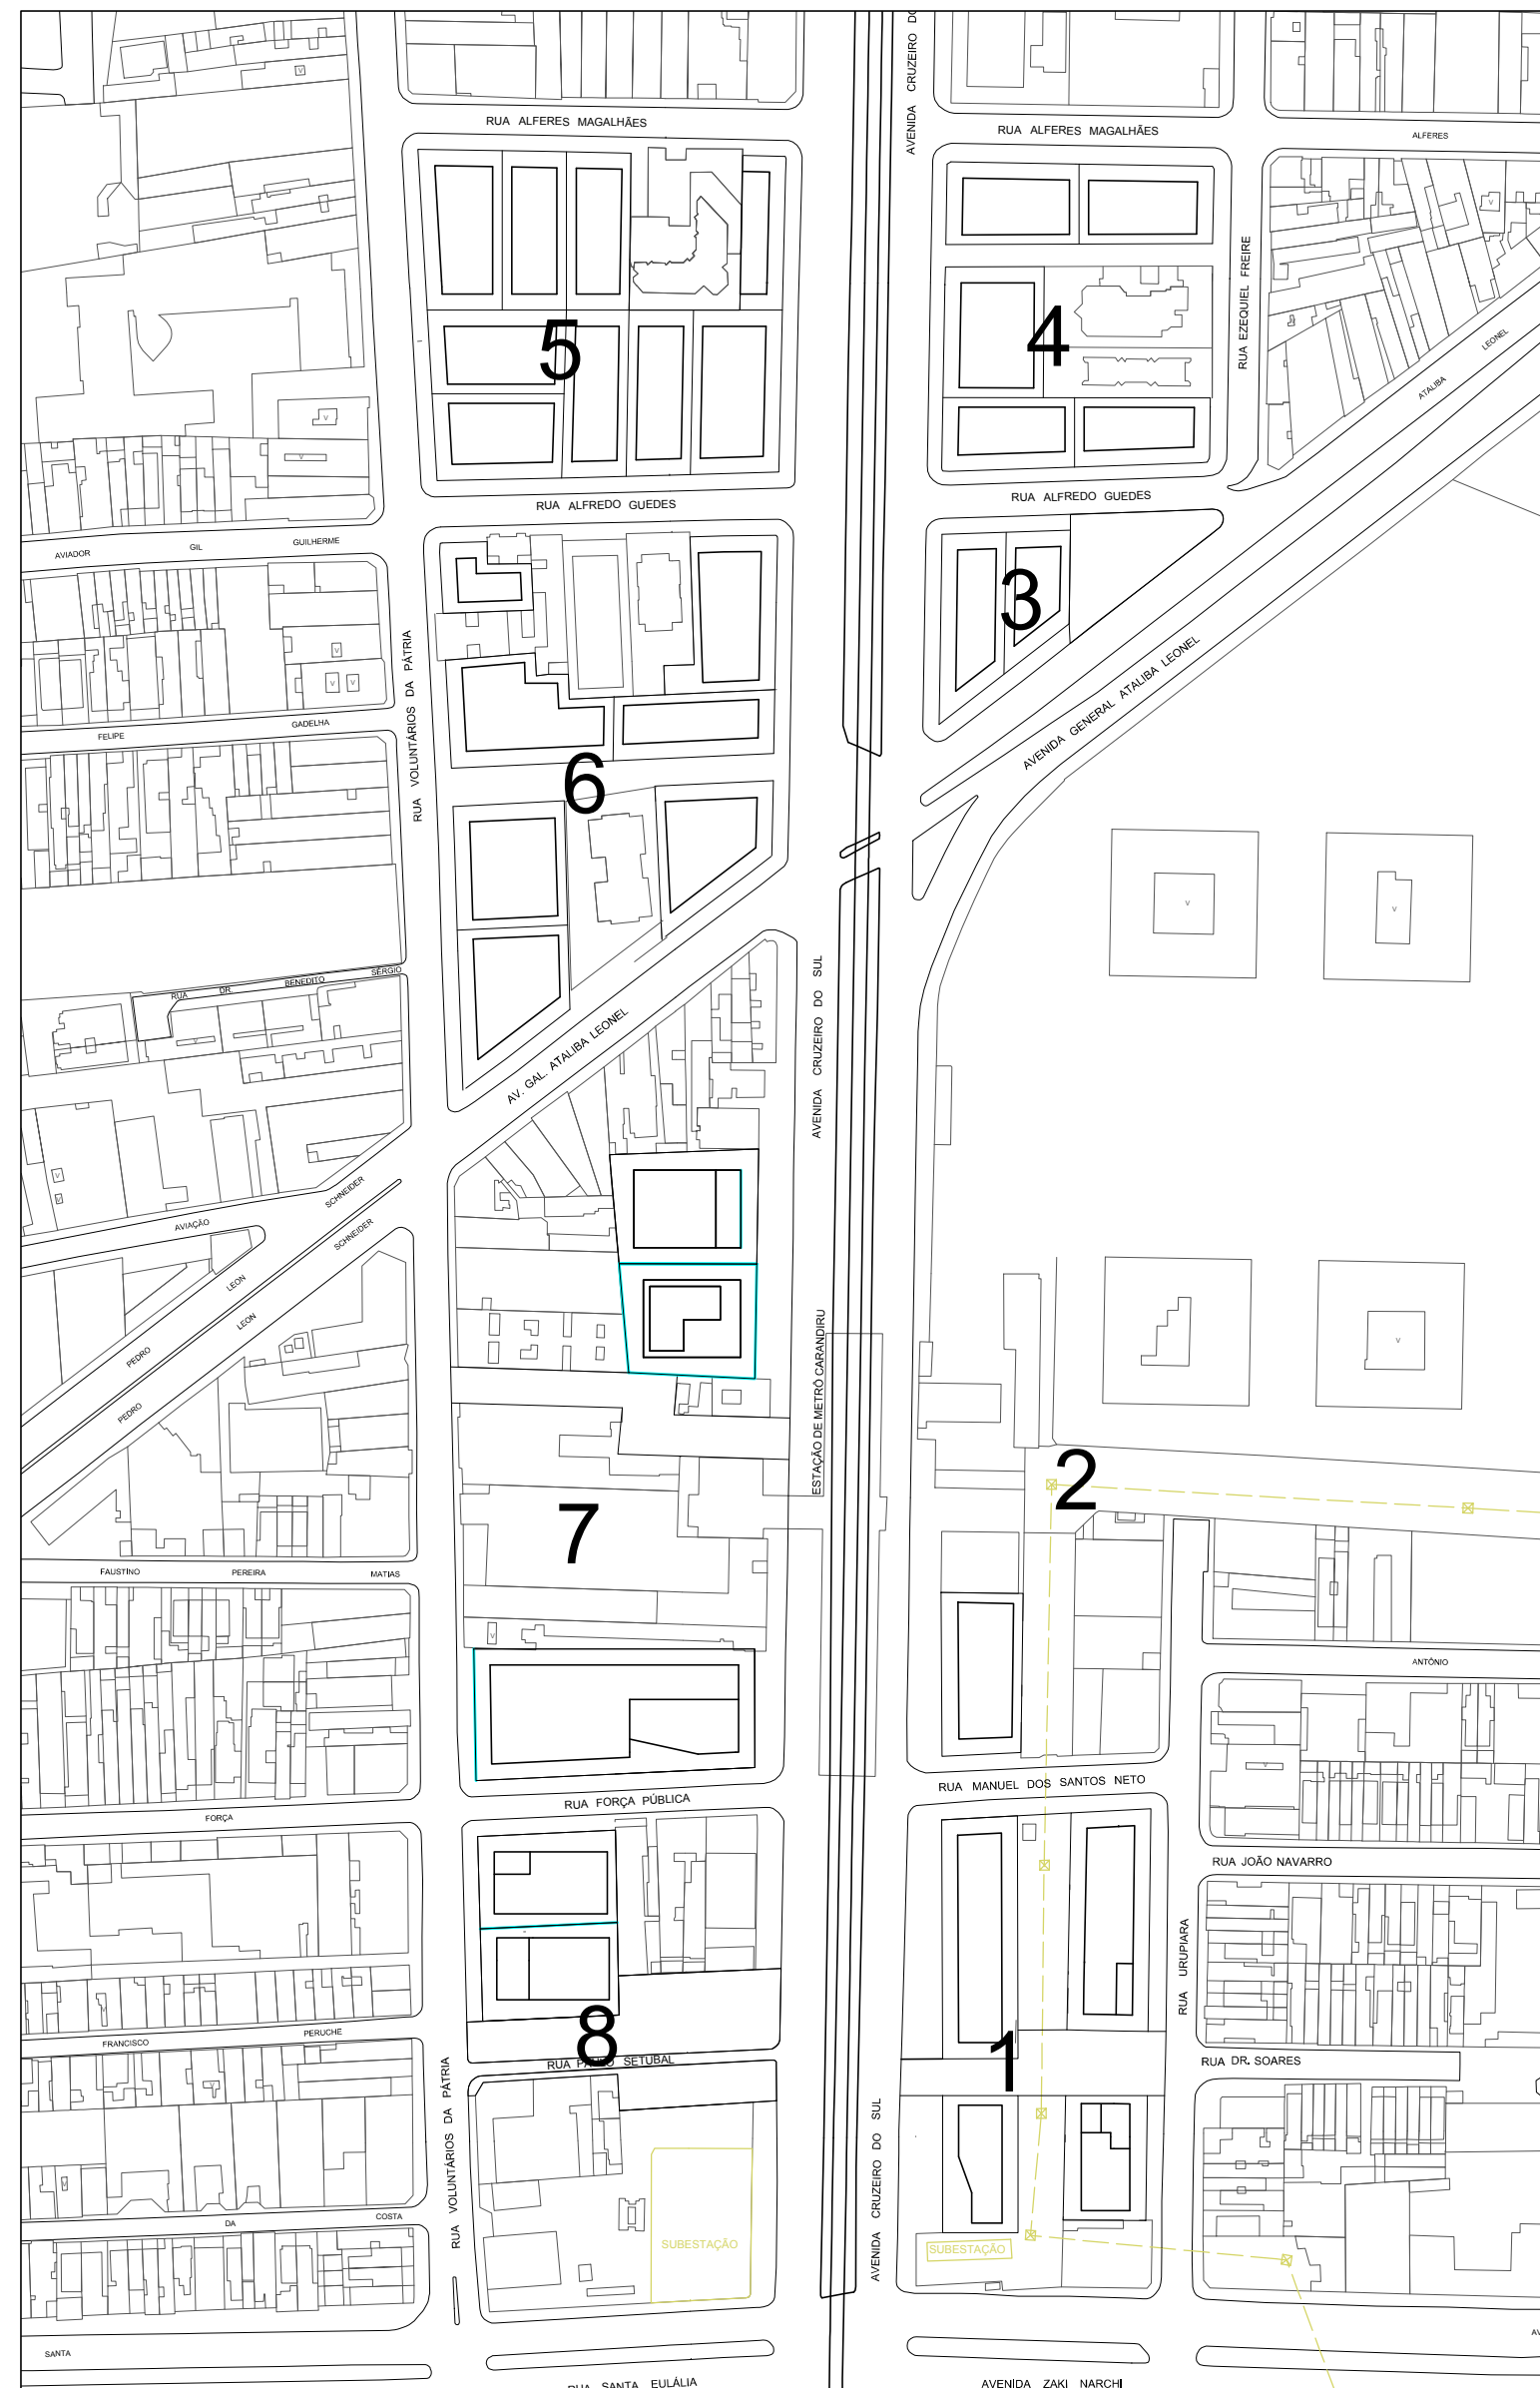 AVENIDA CRUZEIRO DO
RUA ALFERES MAGALHÃES
RUA ALFERES MAGALHÃES
ALFERES
V
V
V
RUA EZEQUIEL FREIRE
5
4
LEONEL
ATALIBA
V
V
RUA ALFREDO GUEDES
RUA ALFREDO GUEDES
AVIADOR GIL GUILHERME
3
RUA VOLUNTÁRIOS DA PÁTRIA
V
V V
AVENIDA GENERAL ATALIBA LEONEL
FELIPE GADELHA
6
V
V
RUA DR. BENEDITO SÉRGIO
V
AV. GAL. ATALIBA LEONEL
AVENIDA CRUZEIRO DO SUL
V
V
AVIAÇÃO
PEDRO LEON SCHNEIDER
PEDRO LEON SCHNEIDER
V
ESTAÇÃO DE METRÔ CARANDIRU
2
7
FAUSTINO PEREIRA MATIAS
V
ANTÔNIO
V
RUA MANUEL DOS SANTOS NETO
RUA FORÇA PÚBLICA
FORÇA
RUA JOÃO NAVARRO
RUA URUPIARA
V
8
1
FRANCISCO PERUCHE
RUA PAULO SETUBAL
RUA DR. SOARES
V
V
RUA VOLUNTÁRIOS DA PÁTRIA
AVENIDA CRUZEIRO DO SUL
DA COSTA
SUBESTAÇÃO
SUBESTAÇÃO
SANTA
AV
RUA SANTA EULÁLIA
AVENIDA ZAKI NARCHI